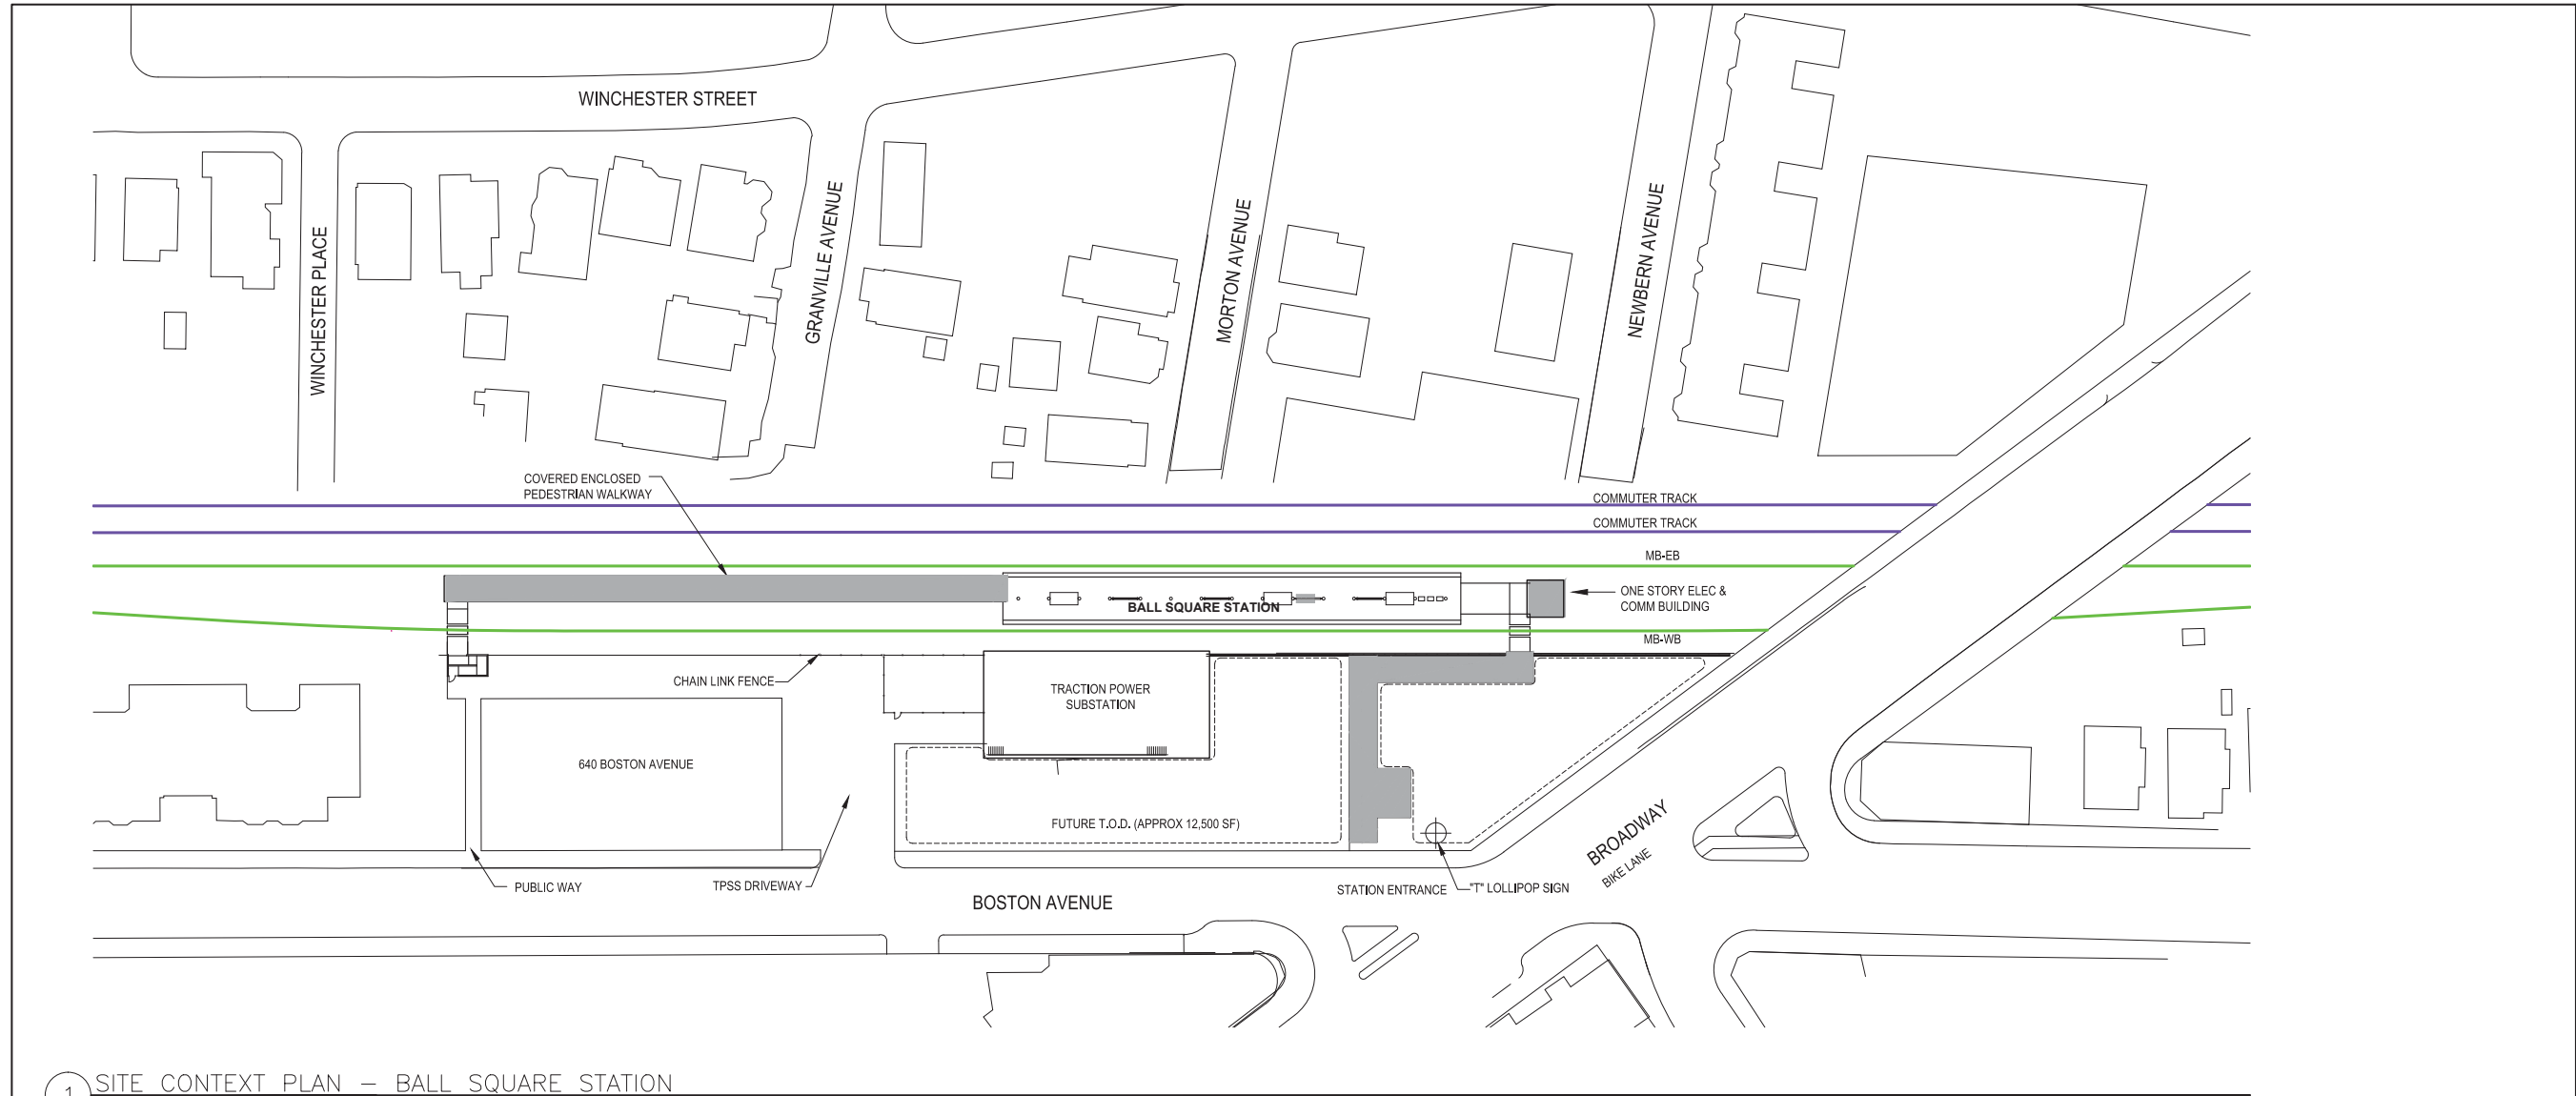 WINCHESTER STREET
WINCHESTER PLACE
GRANVILLE AVENUE
MORTON AVENUE
NEWBERN AVENUE
COVERED ENCLOSED
PEDESTRIAN WALKWAY
COMMUTER TRACK
COMMUTER TRACK
MB-EB
BALL SQUARE STATION
ONE STORY ELEC &
COMM BUILDING
MB-WB
CHAIN LINK FENCE
TRACTION POWER
SUBSTATION
640 BOSTON AVENUE
FUTURE T.O.D. (APPROX 12,500 SF)
BROADWAY
BIKE LANE
PUBLIC WAY
TPSS DRIVEWAY
STATION ENTRANCE
"T" LOLLIPOP SIGN
BOSTON AVENUE
1 SITE CONTEXT PLAN – BALL SQUARE STATION